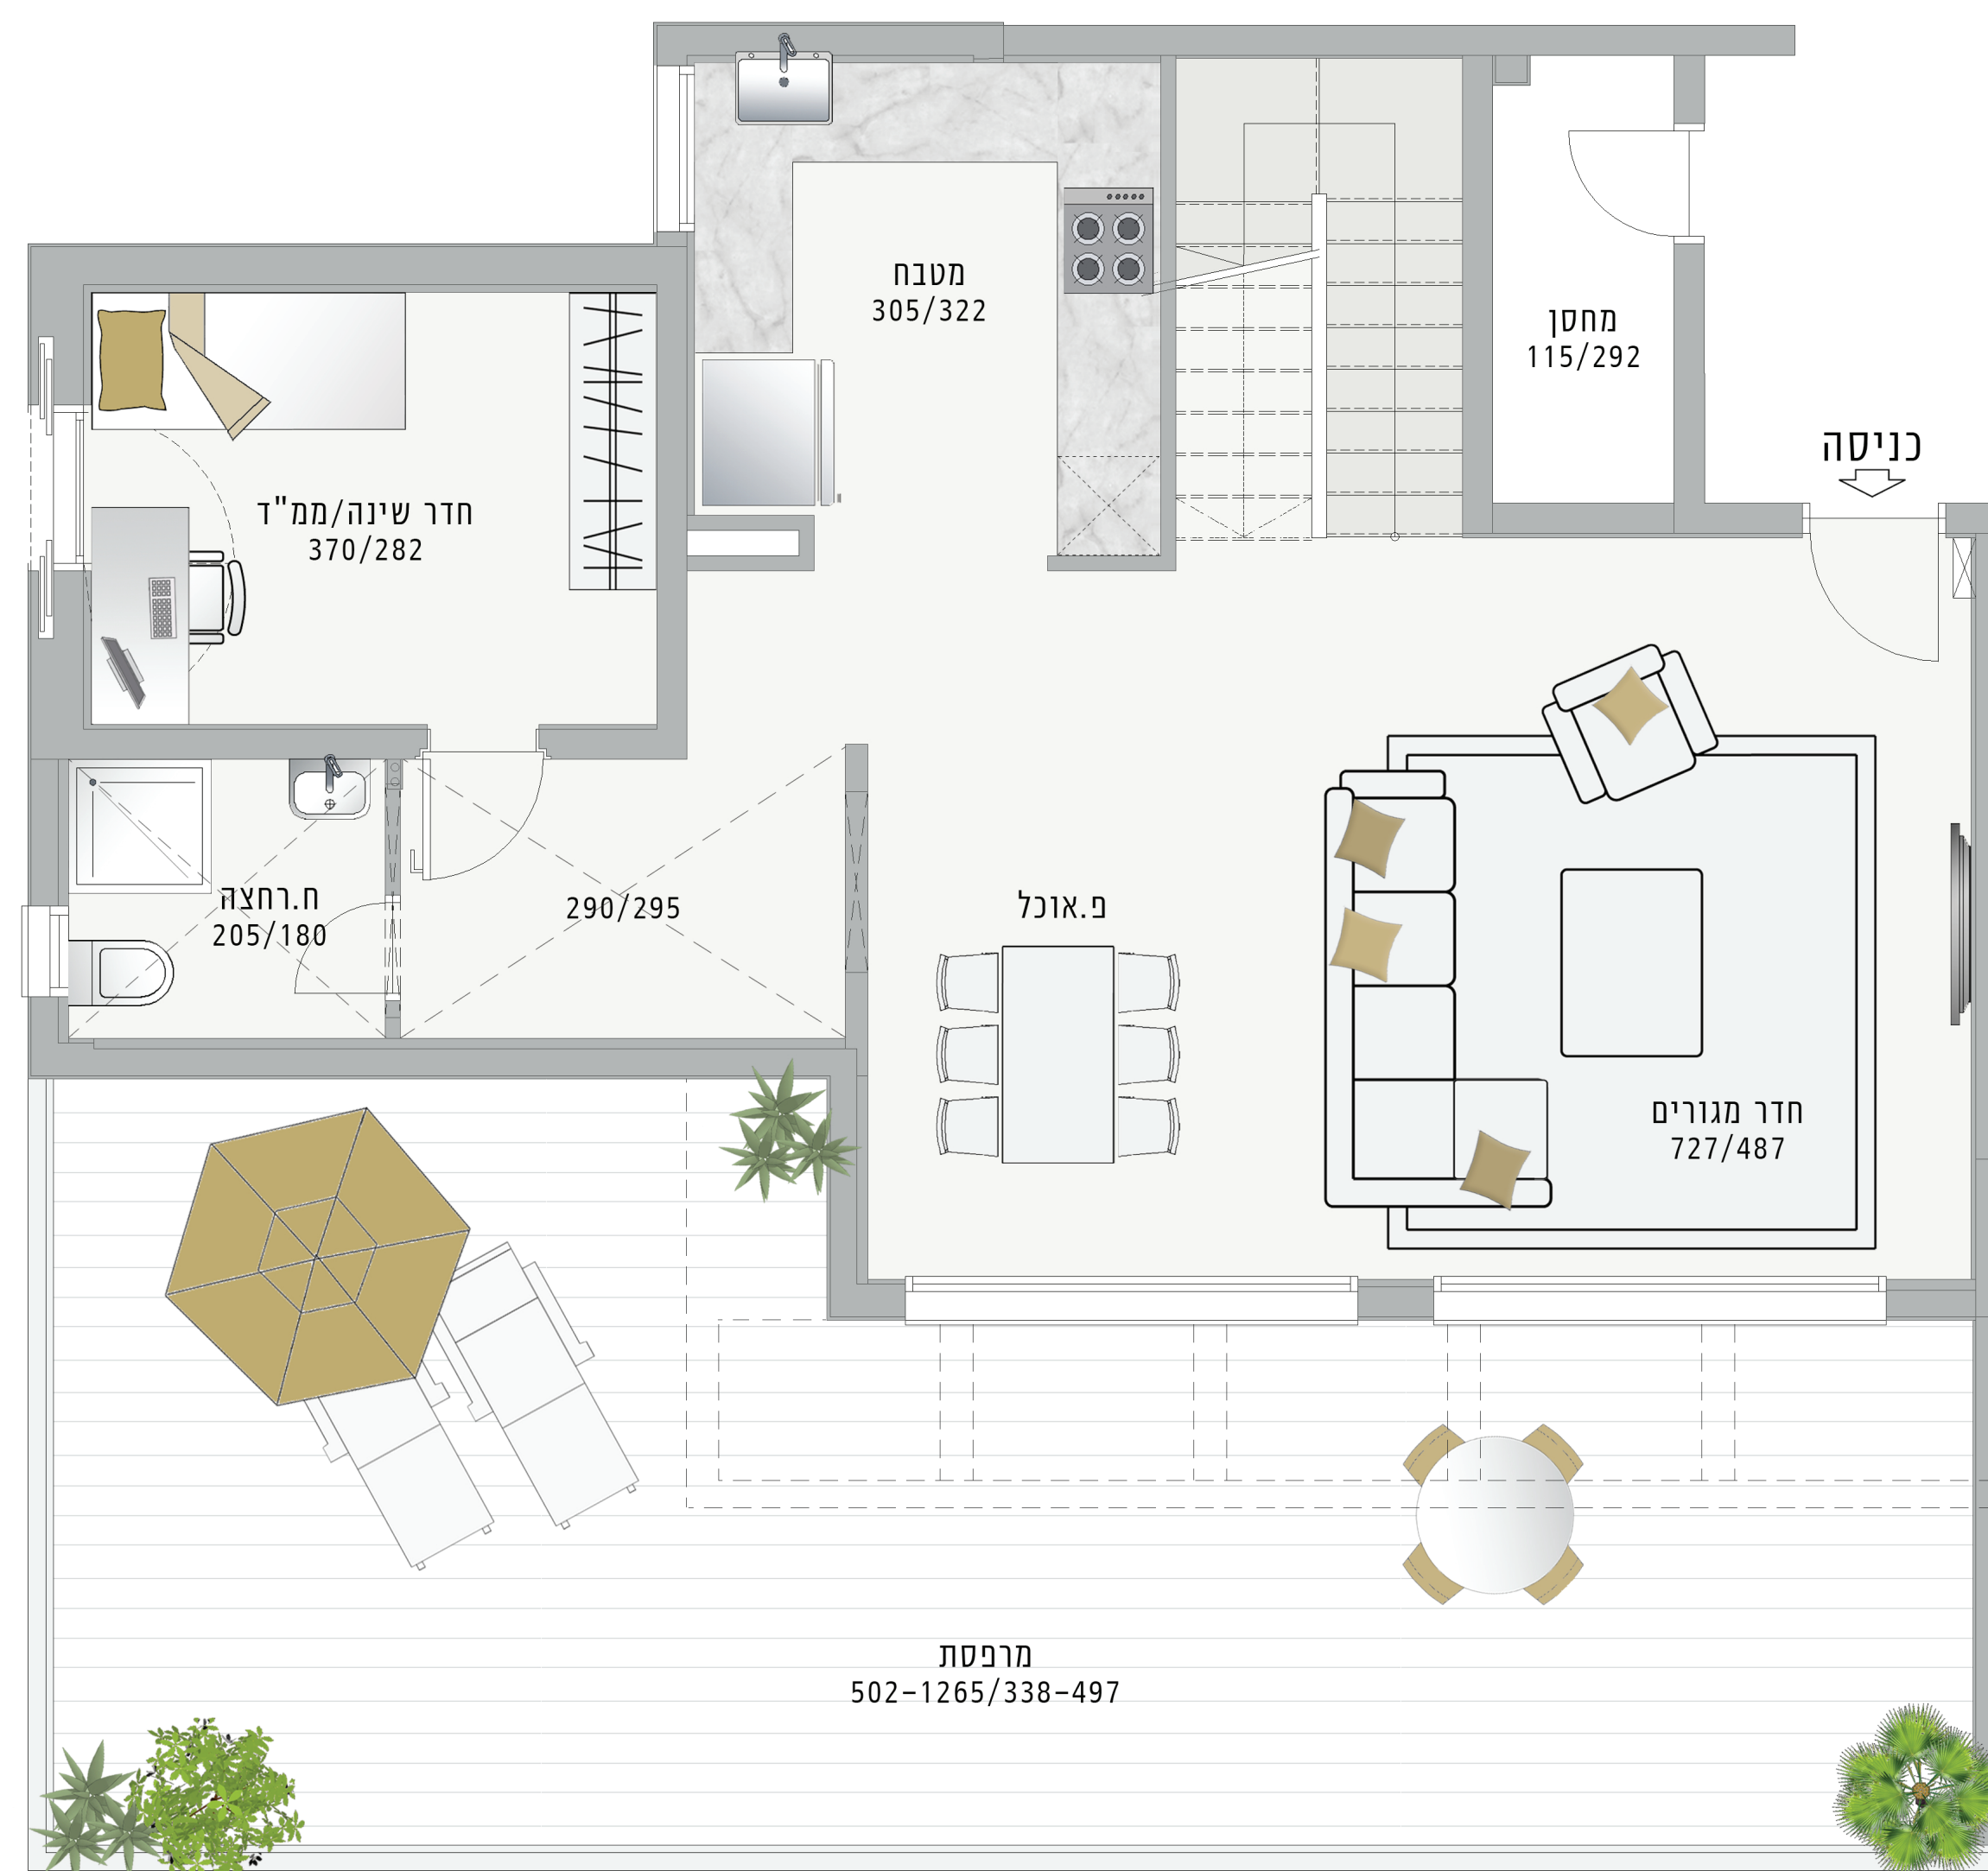 מטבח
305/322
מחסן
115/292
כניסה
חדר שינה/ממ"ד
370/282
ח.רחצה
205/180
290/295
פ.אוכל
חדר מגורים
727/487
מרפסת
502-1265/338-497